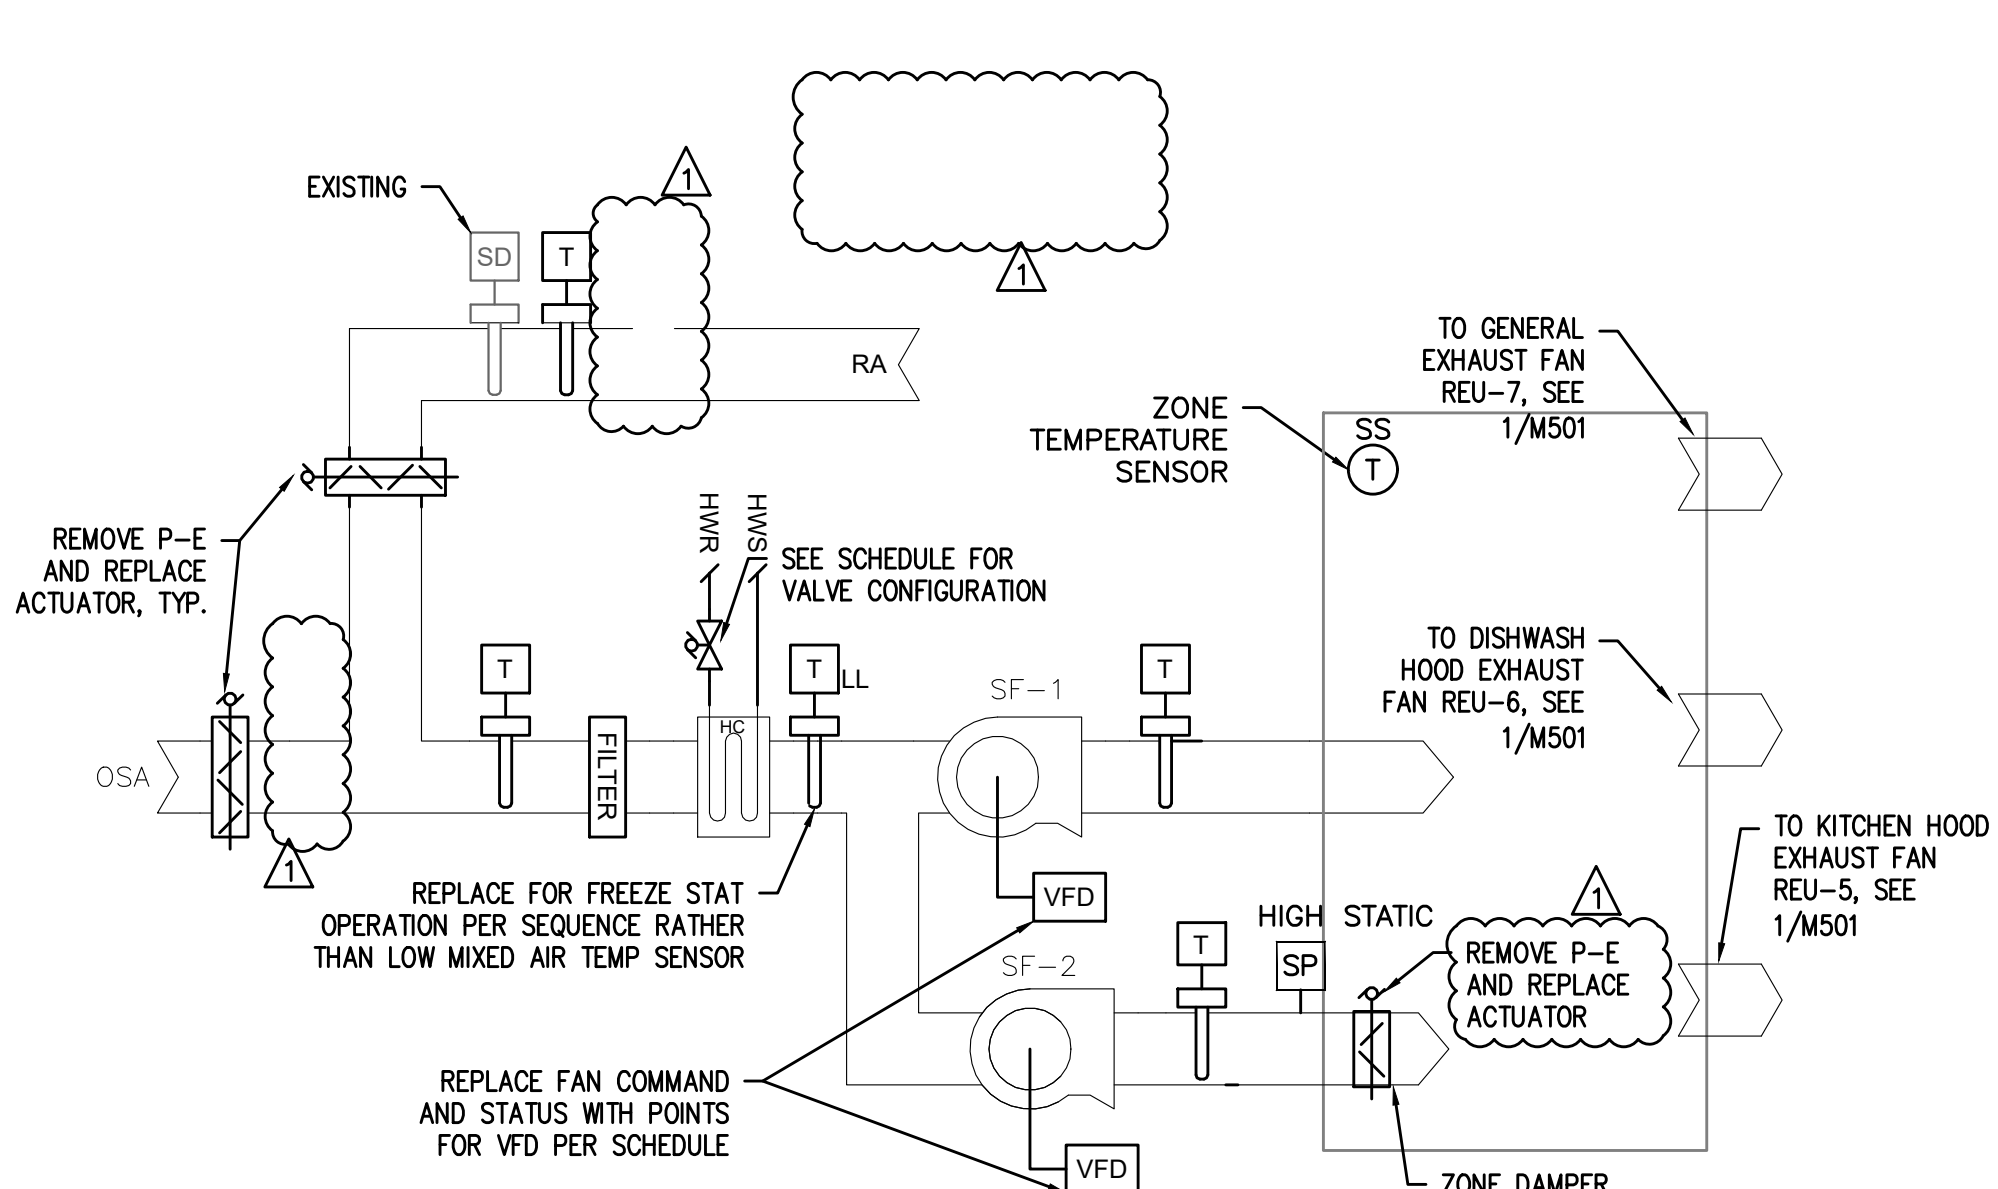 1
EXISTING
SD
T
1
RA
TO GENERAL
EXHAUST FAN
REU-7, SEE
1/M501
ZONE
TEMPERATURE
SENSOR
SS
T
REMOVE P-E
AND REPLACE
ACTUATOR, TYP.
HWR
HWS
SEE SCHEDULE FOR
VALVE CONFIGURATION
TO DISHWASH
HOOD EXHAUST
FAN REU-6, SEE
1/M501
T
T
LL
SF-1
T
OSA
FILTER
HC
1
REPLACE FOR FREEZE STAT
OPERATION PER SEQUENCE RATHER
THAN LOW MIXED AIR TEMP SENSOR
VFD
TO KITCHEN HOOD
EXHAUST FAN
REU-5, SEE
1/M501
1
HIGH STATIC
T
SP
REMOVE P-E
AND REPLACE
ACTUATOR
SF-2
REPLACE FAN COMMAND
AND STATUS WITH POINTS
FOR VFD PER SCHEDULE
VFD
ZONE DAMPER